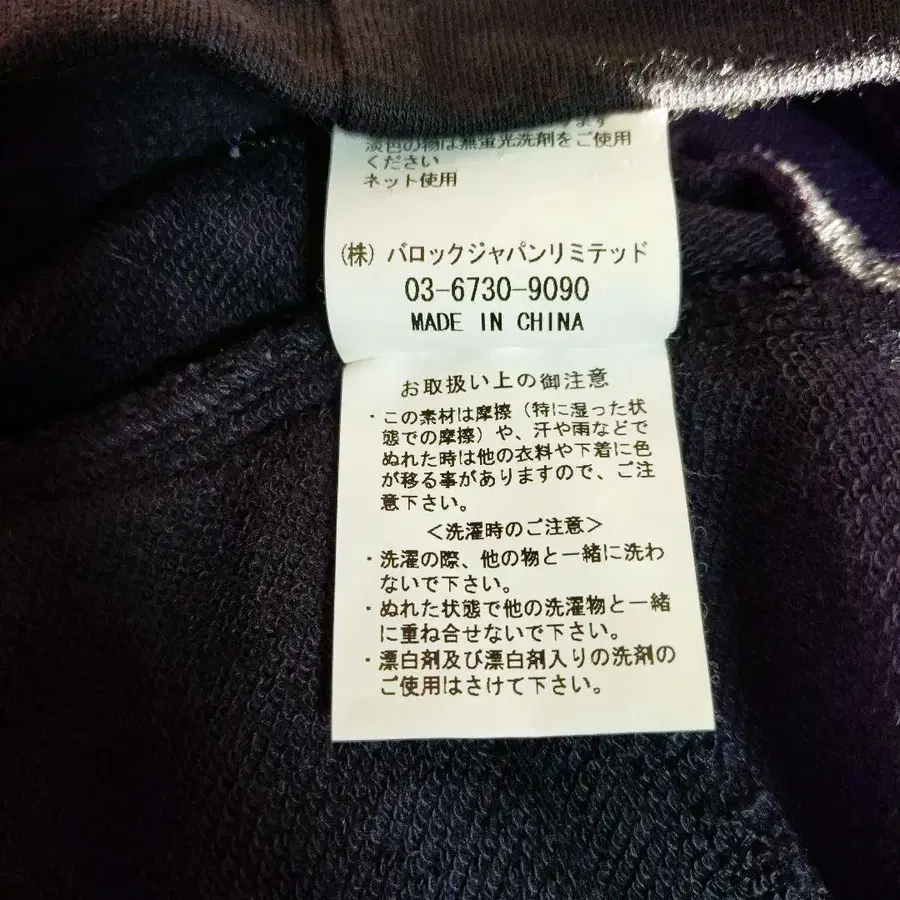 ます
淡色の物は無蛍光洗剤をご使用
ください
ネット使用
(株) バロックジャパンリミテッド
03-6730-9090
MADE IN CHINA
お取扱い上の御注意
・この素材は摩擦（特に湿った状
態での摩擦）や、汗や雨などで
ぬれた時は他の衣料や下着に色
が移る事がありますので、ご注
意下さい。
＜洗濯時のご注意＞
・洗濯の際、他の物と一緒に洗わ
ないで下さい。
・ぬれた状態で他の洗濯物と一緒
に重ね合せないで下さい。
・漂白剤及び漂白剤入りの洗剤の
ご使用はさけて下さい。